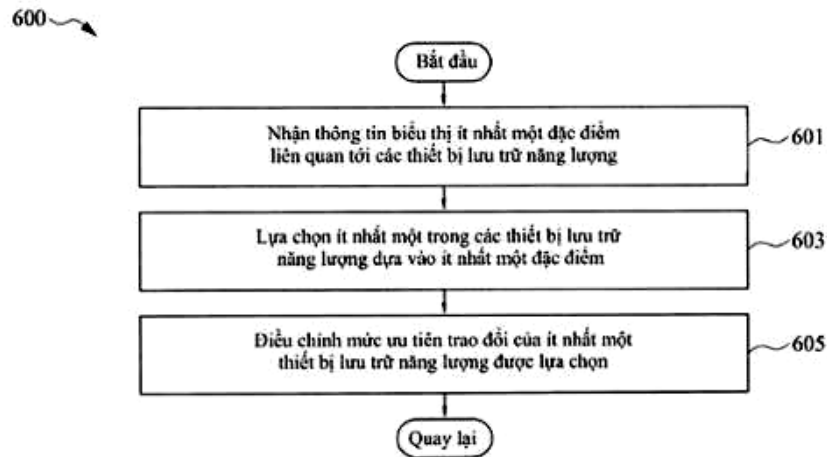 600
Bắt đầu
Nhận thông tin biểu thị ít nhất một đặc điểm
liên quan tới các thiết bị lưu trữ năng lượng
601
Lựa chọn ít nhất một trong các thiết bị lưu trữ
năng lượng dựa vào ít nhất một đặc điểm
603
Điều chỉnh mức ưu tiên trao đổi của ít nhất một
thiết bị lưu trữ năng lượng được lựa chọn
605
Quay lại